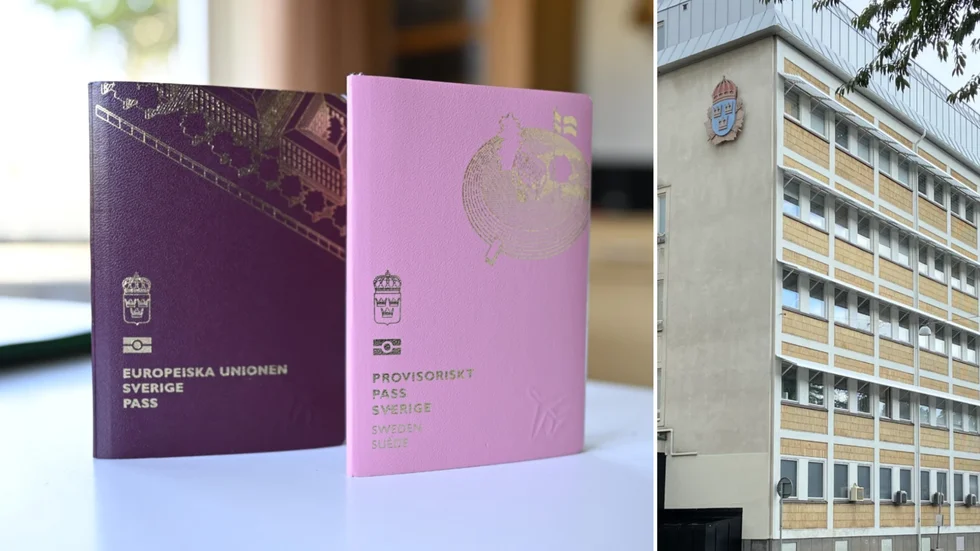 EUROPEISKA UNIONEN
SVERIGE
PASS
PROVISORISKT
PASS
SVERIGE
SWEDEN
SUÈDE